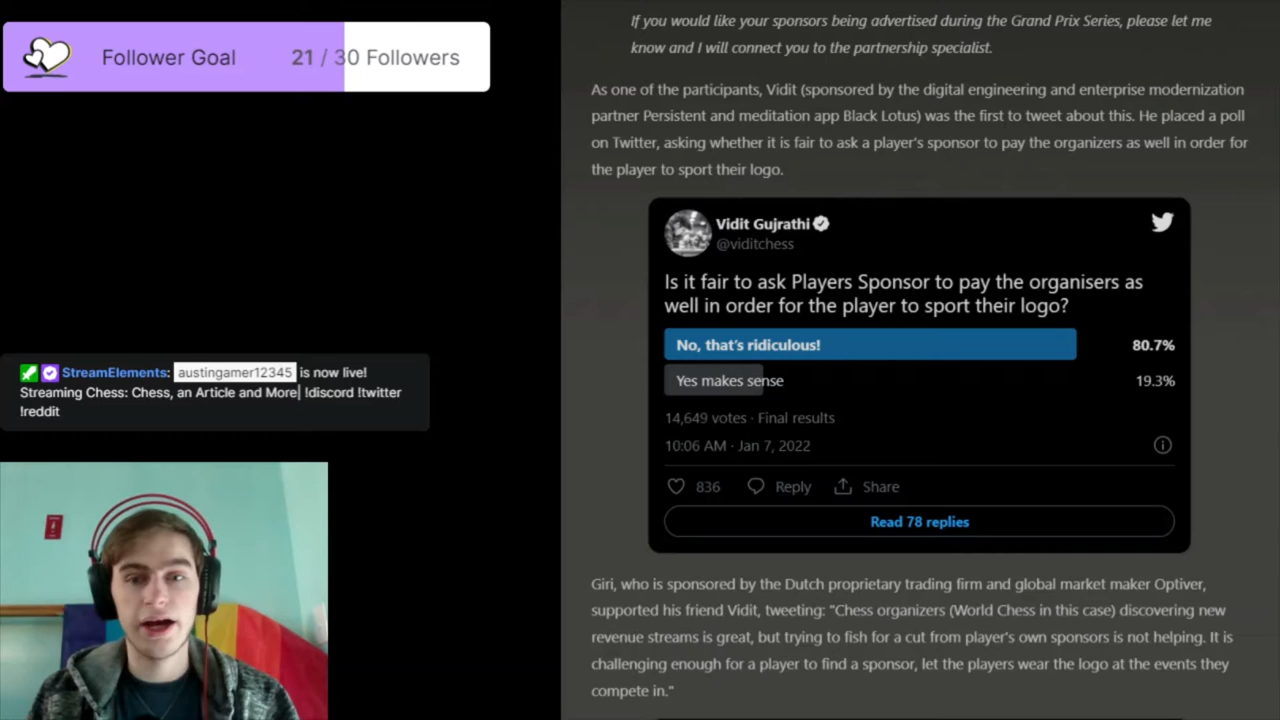 Follower Goal 21 / 30 Followers
StreamElements: austingamer12345 is now live!
Streaming Chess: Chess, an Article and More| !discord !twitter
!reddit
If you would like your sponsors being advertised during the Grand Prix Series, please let me
know and I will connect you to the partnership specialist.
As one of the participants, Vidit (sponsored by the digital engineering and enterprise modernization
partner Persistent and meditation app Black Lotus) was the first to tweet about this. He placed a poll
on Twitter, asking whether it is fair to ask a player's sponsor to pay the organizers as well in order for
the player to sport their logo.
Vidit Gujrathi
@viditchess
Is it fair to ask Players Sponsor to pay the organisers as
well in order for the player to sport their logo?
No, that's ridiculous! 80.7%
Yes makes sense 19.3%
14,649 votes · Final results
10:06 AM · Jan 7, 2022
836 Reply Share
Read 78 replies
Giri, who is sponsored by the Dutch proprietary trading firm and global market maker Optiver,
supported his friend Vidit, tweeting: "Chess organizers (World Chess in this case) discovering new
revenue streams is great, but trying to fish for a cut from player's own sponsors is not helping. It is
challenging enough for a player to find a sponsor, let the players wear the logo at the events they
compete in."